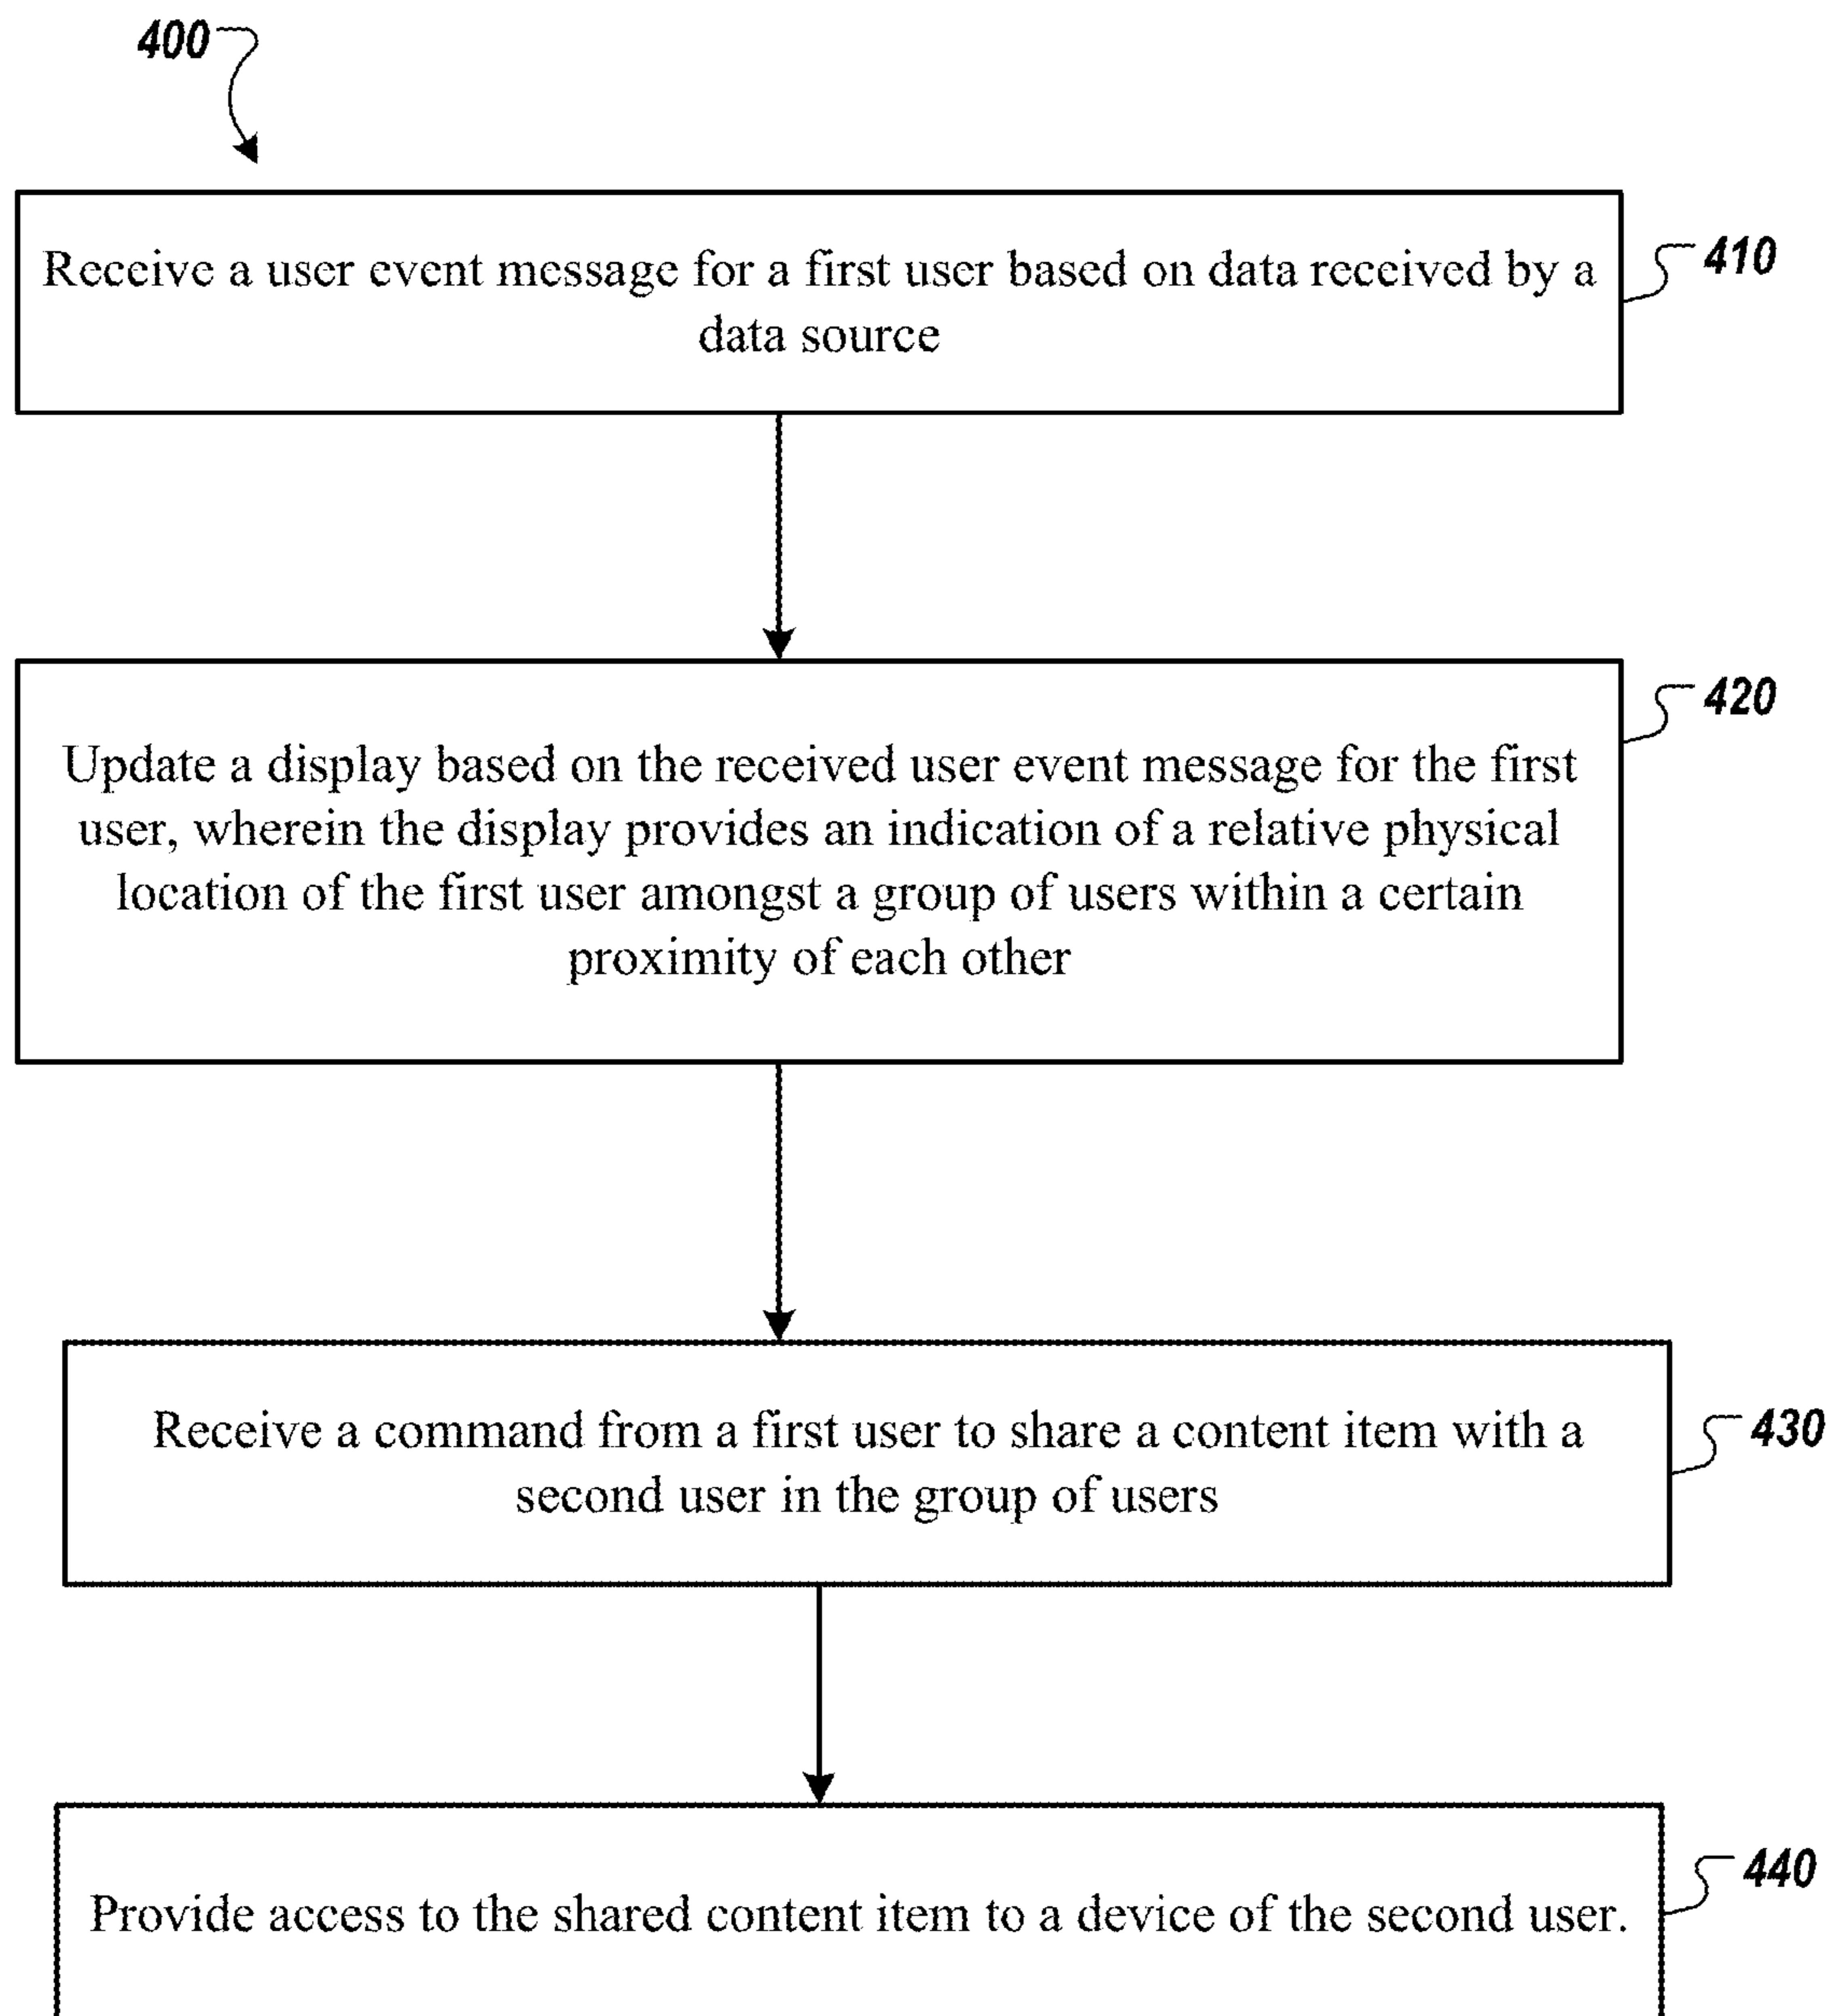 400
Receive a user event message for a first user based on data received by a
data source
410
Update a display based on the received user event message for the first
user, wherein the display provides an indication of a relative physical
location of the first user amongst a group of users within a certain
proximity of each other
420
Receive a command from a first user to share a content item with a
second user in the group of users
430
Provide access to the shared content item to a device of the second user.
440